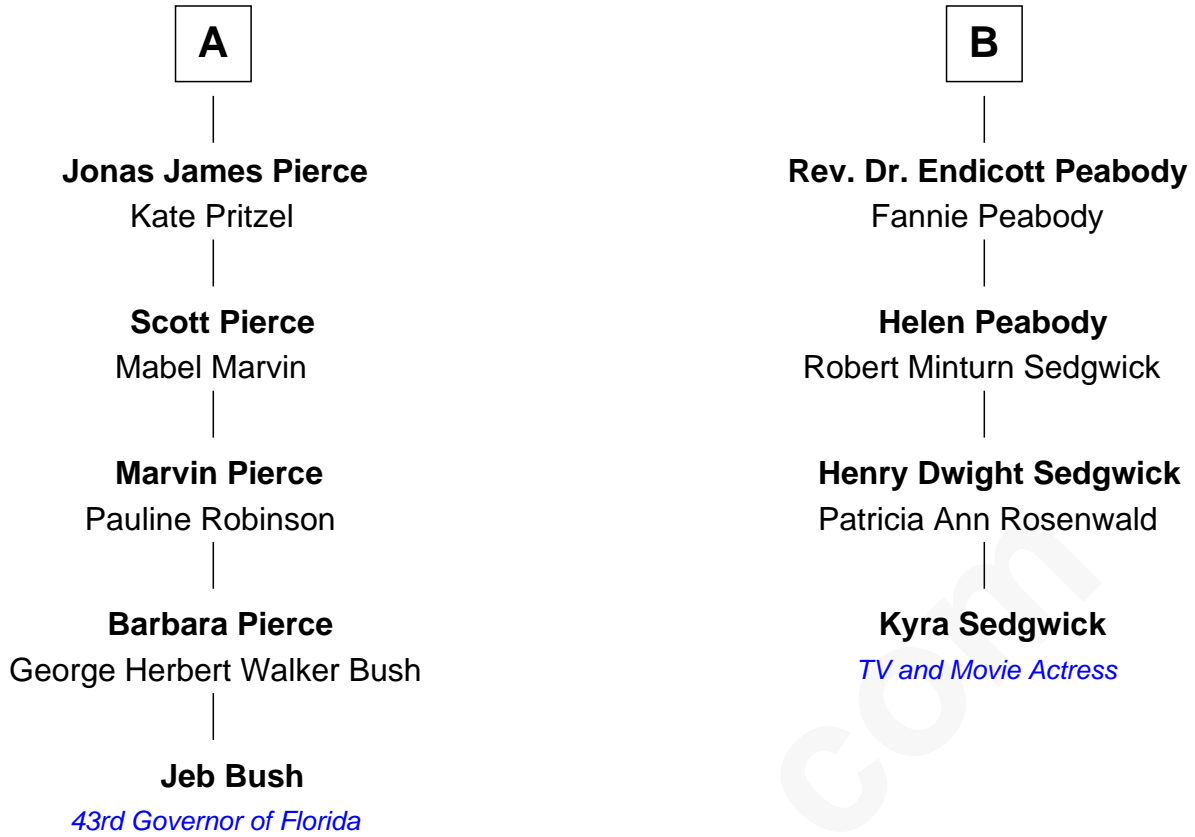 A
Jonas James Pierce
Kate Pritzel
Scott Pierce
Mabel Marvin
Marvin Pierce
Pauline Robinson
Barbara Pierce
George Herbert Walker Bush
Jeb Bush
43rd Governor of Florida
B
Rev. Dr. Endicott Peabody
Fannie Peabody
Helen Peabody
Robert Minturn Sedgwick
Henry Dwight Sedgwick
Patricia Ann Rosenwald
Kyra Sedgwick
TV and Movie Actress
com